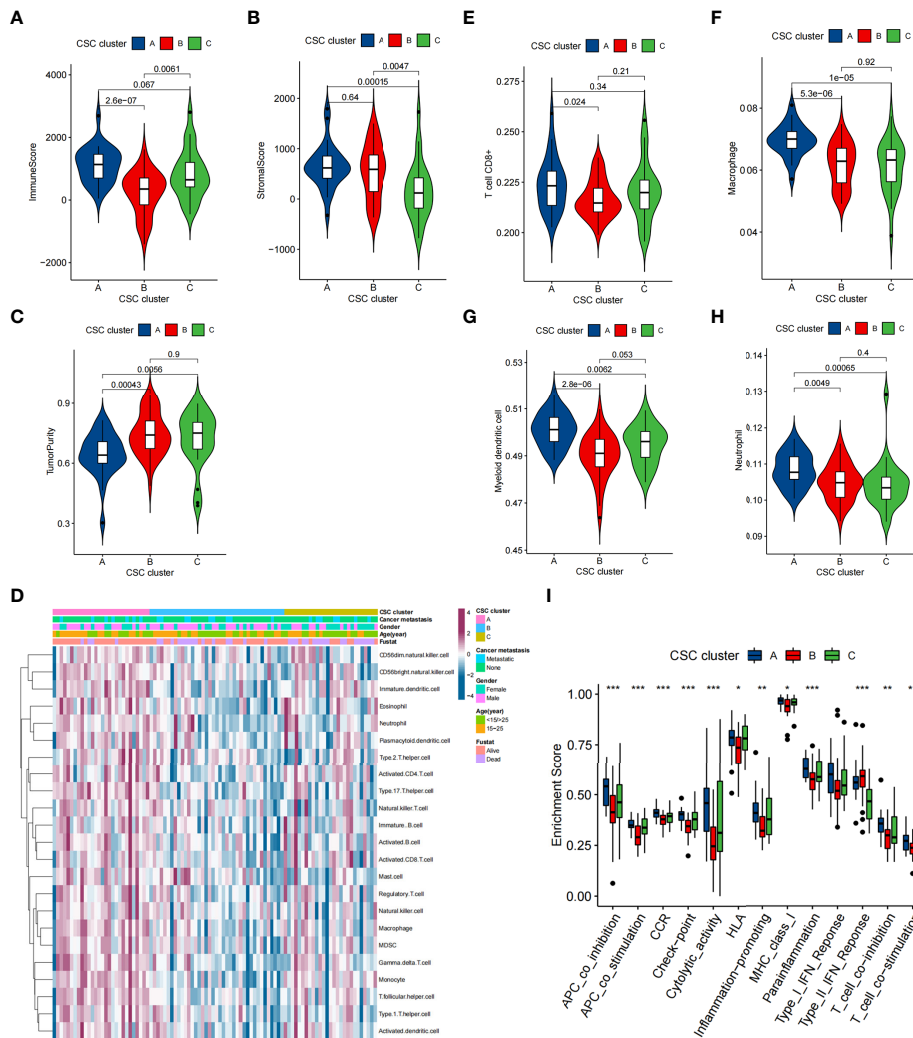 A
CSC cluster A B C
ImmuneScore
4000
2000
0
−2000
0.0061
0.067
2.6e−07
A B C
CSC cluster
B
CSC cluster A B C
StromalScore
2000
1000
0
−1000
0.0047
0.00015
0.64
A B C
CSC cluster
E
CSC cluster A B C
T cell CD8+
0.275
0.250
0.225
0.200
0.21
0.34
0.024
A B C
CSC cluster
F
CSC cluster A B C
Macrophage
0.08
0.06
0.04
0.92
1e−05
5.3e−06
A B C
CSC cluster
C
CSC cluster A B C
TumorPurity
0.9
0.6
0.3
0.9
0.0056
0.00043
A B C
CSC cluster
G
CSC cluster A B C
Myeloid dendritic cell
0.53
0.51
0.49
0.47
0.45
0.053
0.0062
2.8e−06
A B C
CSC cluster
H
CSC cluster A B C
Neutrophil
0.14
0.13
0.12
0.11
0.10
0.09
0.4
0.00065
0.0049
A B C
CSC cluster
D
CSC cluster
Cancer metastasis
Gender
Age(year)
Fustat
CD56dim.natural.killer.cell
CD56bright.natural.killer.cell
Immature.dendritic.cell
Eosinophil
Neutrophil
Plasmacytoid.dendritic.cell
Type.2.T.helper.cell
Activated.CD4.T.cell
Type.17.T.helper.cell
Natural.killer.T.cell
Immature..B.cell
Activated.B.cell
Activated.CD8.T.cell
Mast.cell
Regulatory.T.cell
Natural.killer.cell
Macrophage
MDSC
Gamma.delta.T.cell
Monocyte
T.follicular.helper.cell
Type.1.T.helper.cell
Activated.dendritic.cell
4
2
0
−2
−4
CSC cluster
A
B
C
Cancer metastasis
Metastatic
None
Gender
Female
Male
Age(year)
<15/>25
15−25
Fustat
Alive
Dead
I
CSC cluster A B C
Enrichment Score
1.00
0.75
0.50
0.25
0.00
*** *** *** *** *** * ** * *** *** ** *
APC_co_inhibition
APC_co_stimulation
CCR
Check−point
Cytolytic_activity
HLA
Inflammation−promoting
MHC_class_I
Parainflammation
Type_I_IFN_Reponse
Type_II_IFN_Reponse
T_cell_co−inhibition
T_cell_co−stimulation